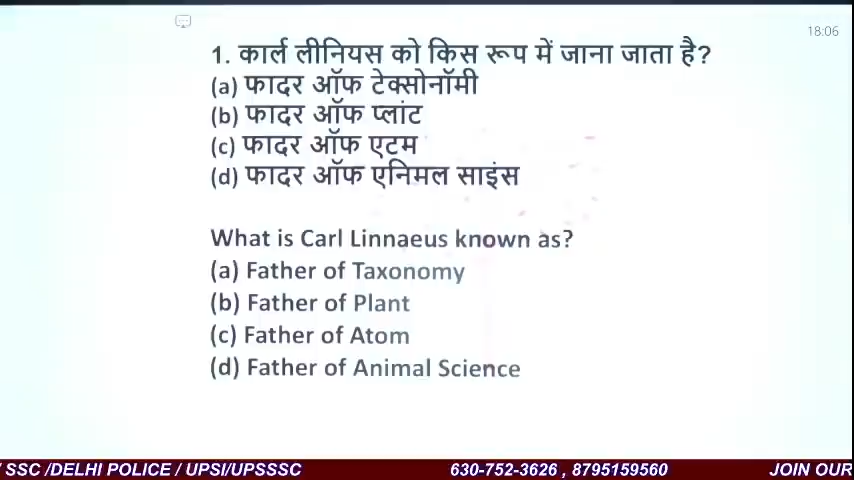 18:06
1. कार्ल लीनियस को किस रूप में जाना जाता है?
(a) फादर ऑफ टेक्सोनॉमी
(b) फादर ऑफ प्लांट
(c) फादर ऑफ एटम
(d) फादर ऑफ एनिमल साइंस
What is Carl Linnaeus known as?
(a) Father of Taxonomy
(b) Father of Plant
(c) Father of Atom
(d) Father of Animal Science
/ SSC /DELHI POLICE / UPSI/UPSSSC 630-752-3626 , 8795159560 JOIN OUR